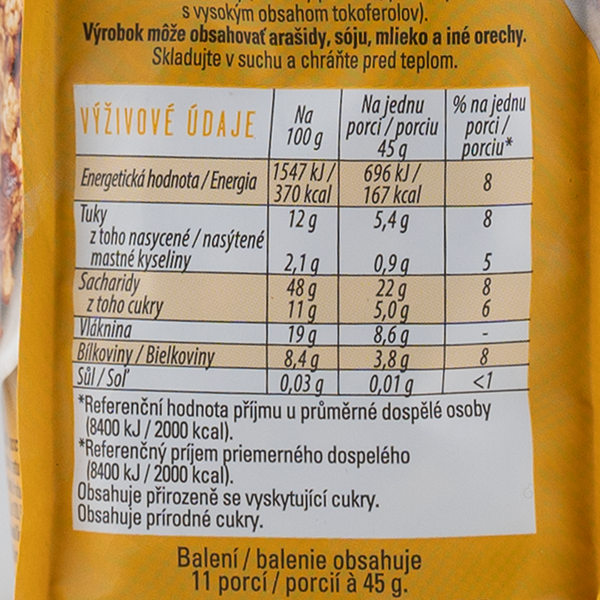 s vysokým obsahom tokoferolov).
Výrobok môže obsahovať arašidy, sóju, mlieko a iné orechy.
Skladujte v suchu a chráňte pred teplom.
VÝŽIVOVÉ ÚDAJE
Na
100 g
Na jednu
porci / porciu
45 g
% na jednu
porci /
porciu*
Energetická hodnota / Energia
1547 kJ /
370 kcal
696 kJ /
167 kcal
8
Tuky 12 g 5,4 g 8
z toho nasycené / nasýtené
mastné kyseliny 2,1 g 0,9 g 5
Sacharidy 48 g 22 g 8
z toho cukry 11 g 5,0 g 6
Vláknina 19 g 8,6 g -
Bílkoviny / Bielkoviny 8,4 g 3,8 g 8
Sůl / Soľ 0,03 g 0,01 g <1
*Referenční hodnota příjmu u průměrné dospělé osoby
(8400 kJ / 2000 kcal).
*Referenčný príjem priemerného dospelého
(8400 kJ / 2000 kcal).
Obsahuje přirozeně se vyskytující cukry.
Obsahuje prírodné cukry.
Balení / balenie obsahuje
11 porcí / porcií à 45 g.